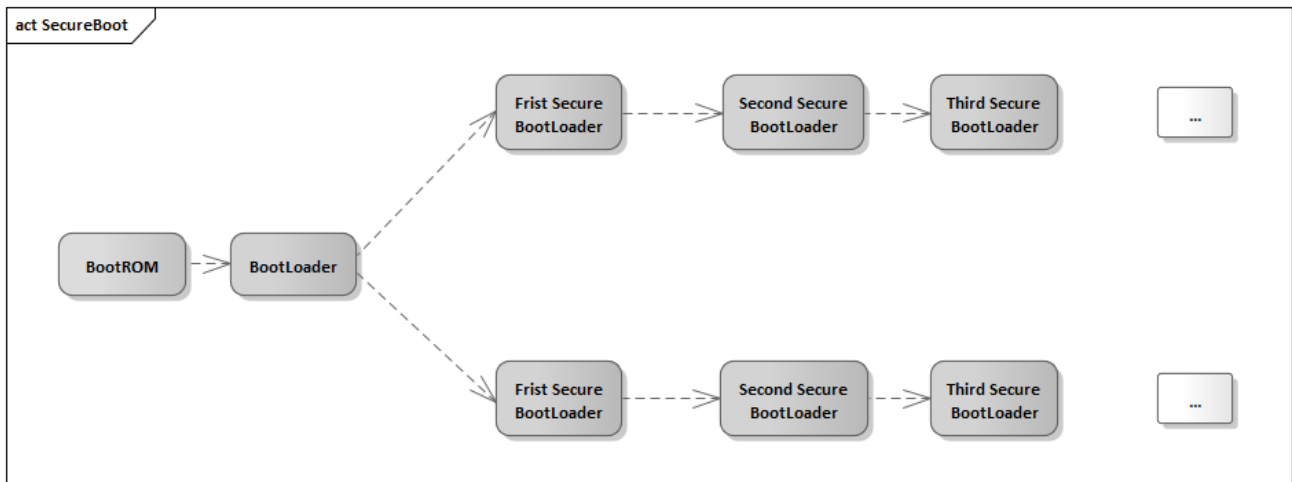 act SecureBoot
Frist Secure
BootLoader
Second Secure
BootLoader
Third Secure
BootLoader
...
BootROM
BootLoader
Frist Secure
BootLoader
Second Secure
BootLoader
Third Secure
BootLoader
...